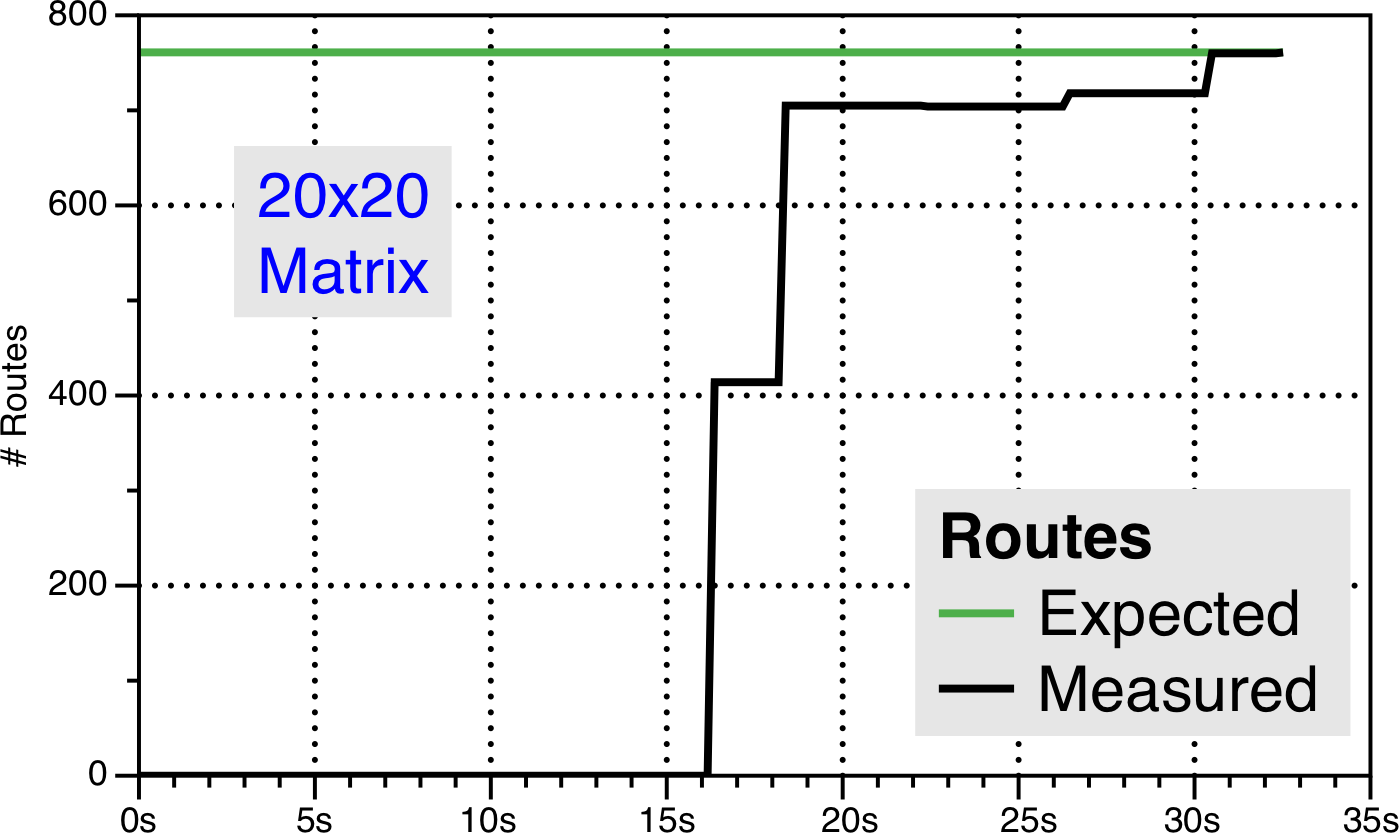 800
600
400
200
0
# Routes
20x20
Matrix
Routes
Expected
Measured
0s 5s 10s 15s 20s 25s 30s 35s